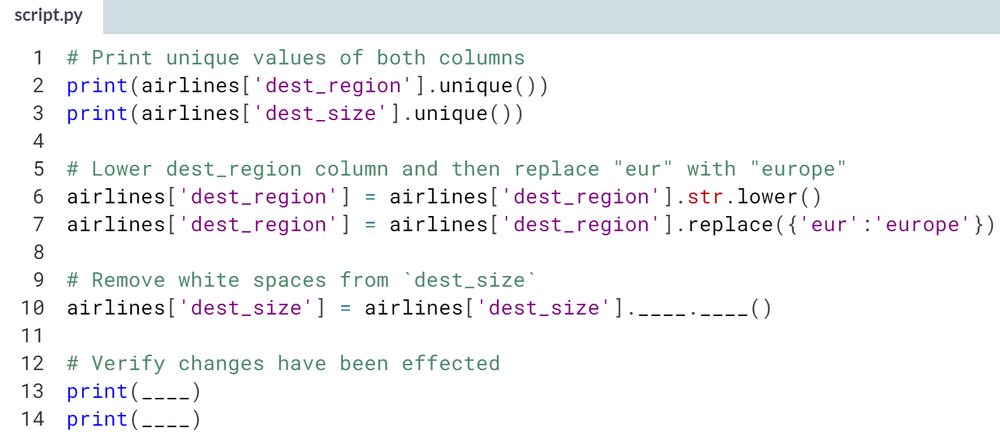 script.py
1 # Print unique values of both columns
2 print(airlines['dest_region'].unique())
3 print(airlines['dest_size'].unique())
4
5 # Lower dest_region column and then replace "eur" with "europe"
6 airlines['dest_region'] = airlines['dest_region'].str.lower()
7 airlines['dest_region'] = airlines['dest_region'].replace({'eur':'europe'})
8
9 # Remove white spaces from `dest_size`
10 airlines['dest_size'] = airlines['dest_size'].____.____()
11
12 # Verify changes have been effected
13 print(____)
14 print(____)